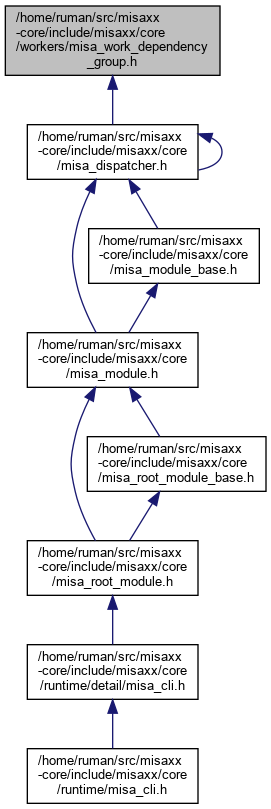 /home/ruman/src/misaxx
-core/include/misaxx/core
/workers/misa_work_dependency
_group.h
/home/ruman/src/misaxx
-core/include/misaxx/core
/misa_dispatcher.h
/home/ruman/src/misaxx
-core/include/misaxx/core
/misa_module_base.h
/home/ruman/src/misaxx
-core/include/misaxx/core
/misa_module.h
/home/ruman/src/misaxx
-core/include/misaxx/core
/misa_root_module_base.h
/home/ruman/src/misaxx
-core/include/misaxx/core
/misa_root_module.h
/home/ruman/src/misaxx
-core/include/misaxx/core
/runtime/detail/misa_cli.h
/home/ruman/src/misaxx
-core/include/misaxx/core
/runtime/misa_cli.h